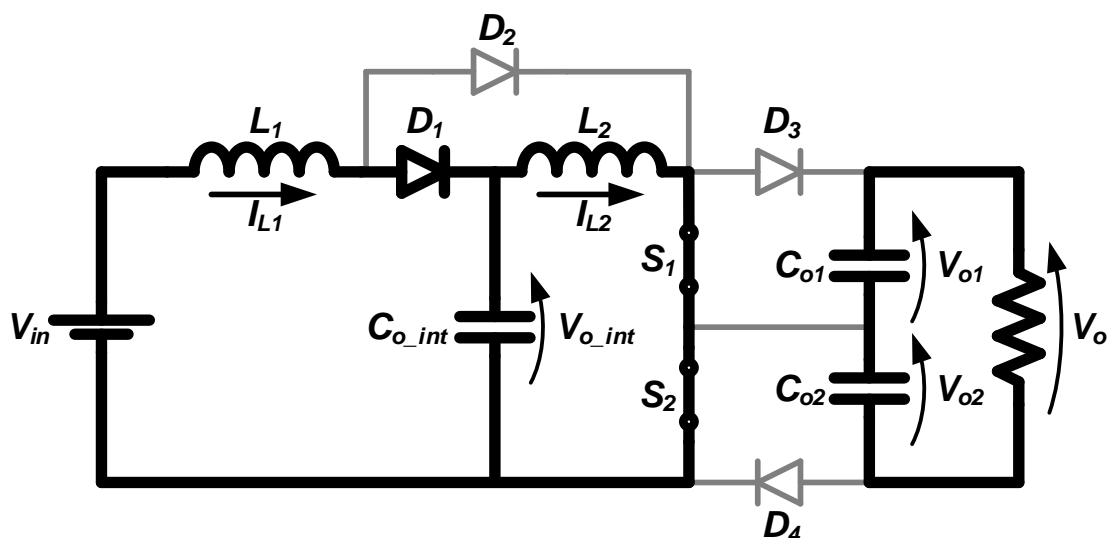 D2
L1
D1
L2
D3
IL1
IL2
S1
Co1
Vo1
Vin
Co_int
Vo_int
Vo
S2
Co2
Vo2
D4